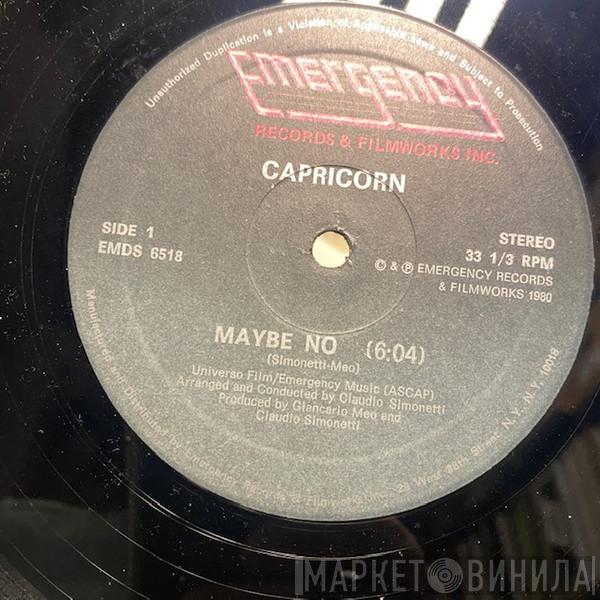 Unauthorized Duplication is a Violation of Applicable Laws and Subject to Prosecution
EMERGENCY
RECORDS & FILMWORKS INC.
CAPRICORN
SIDE 1
EMDS 6518
STEREO
33 1/3 RPM
© & ℗ EMERGENCY RECORDS
& FILMWORKS 1980
MAYBE NO (6:04)
(Simonetti-Meo)
Universo Film/Emergency Music (ASCAP)
Arranged and Conducted by Claudio Simonetti
Produced by Giancarlo Meo and
Claudio Simonetti
Manufactured and Distributed by Emergency Records & Filmworks Inc. West Street, N.Y., N.Y. 10018
МАРКЕТ ВИНИЛА